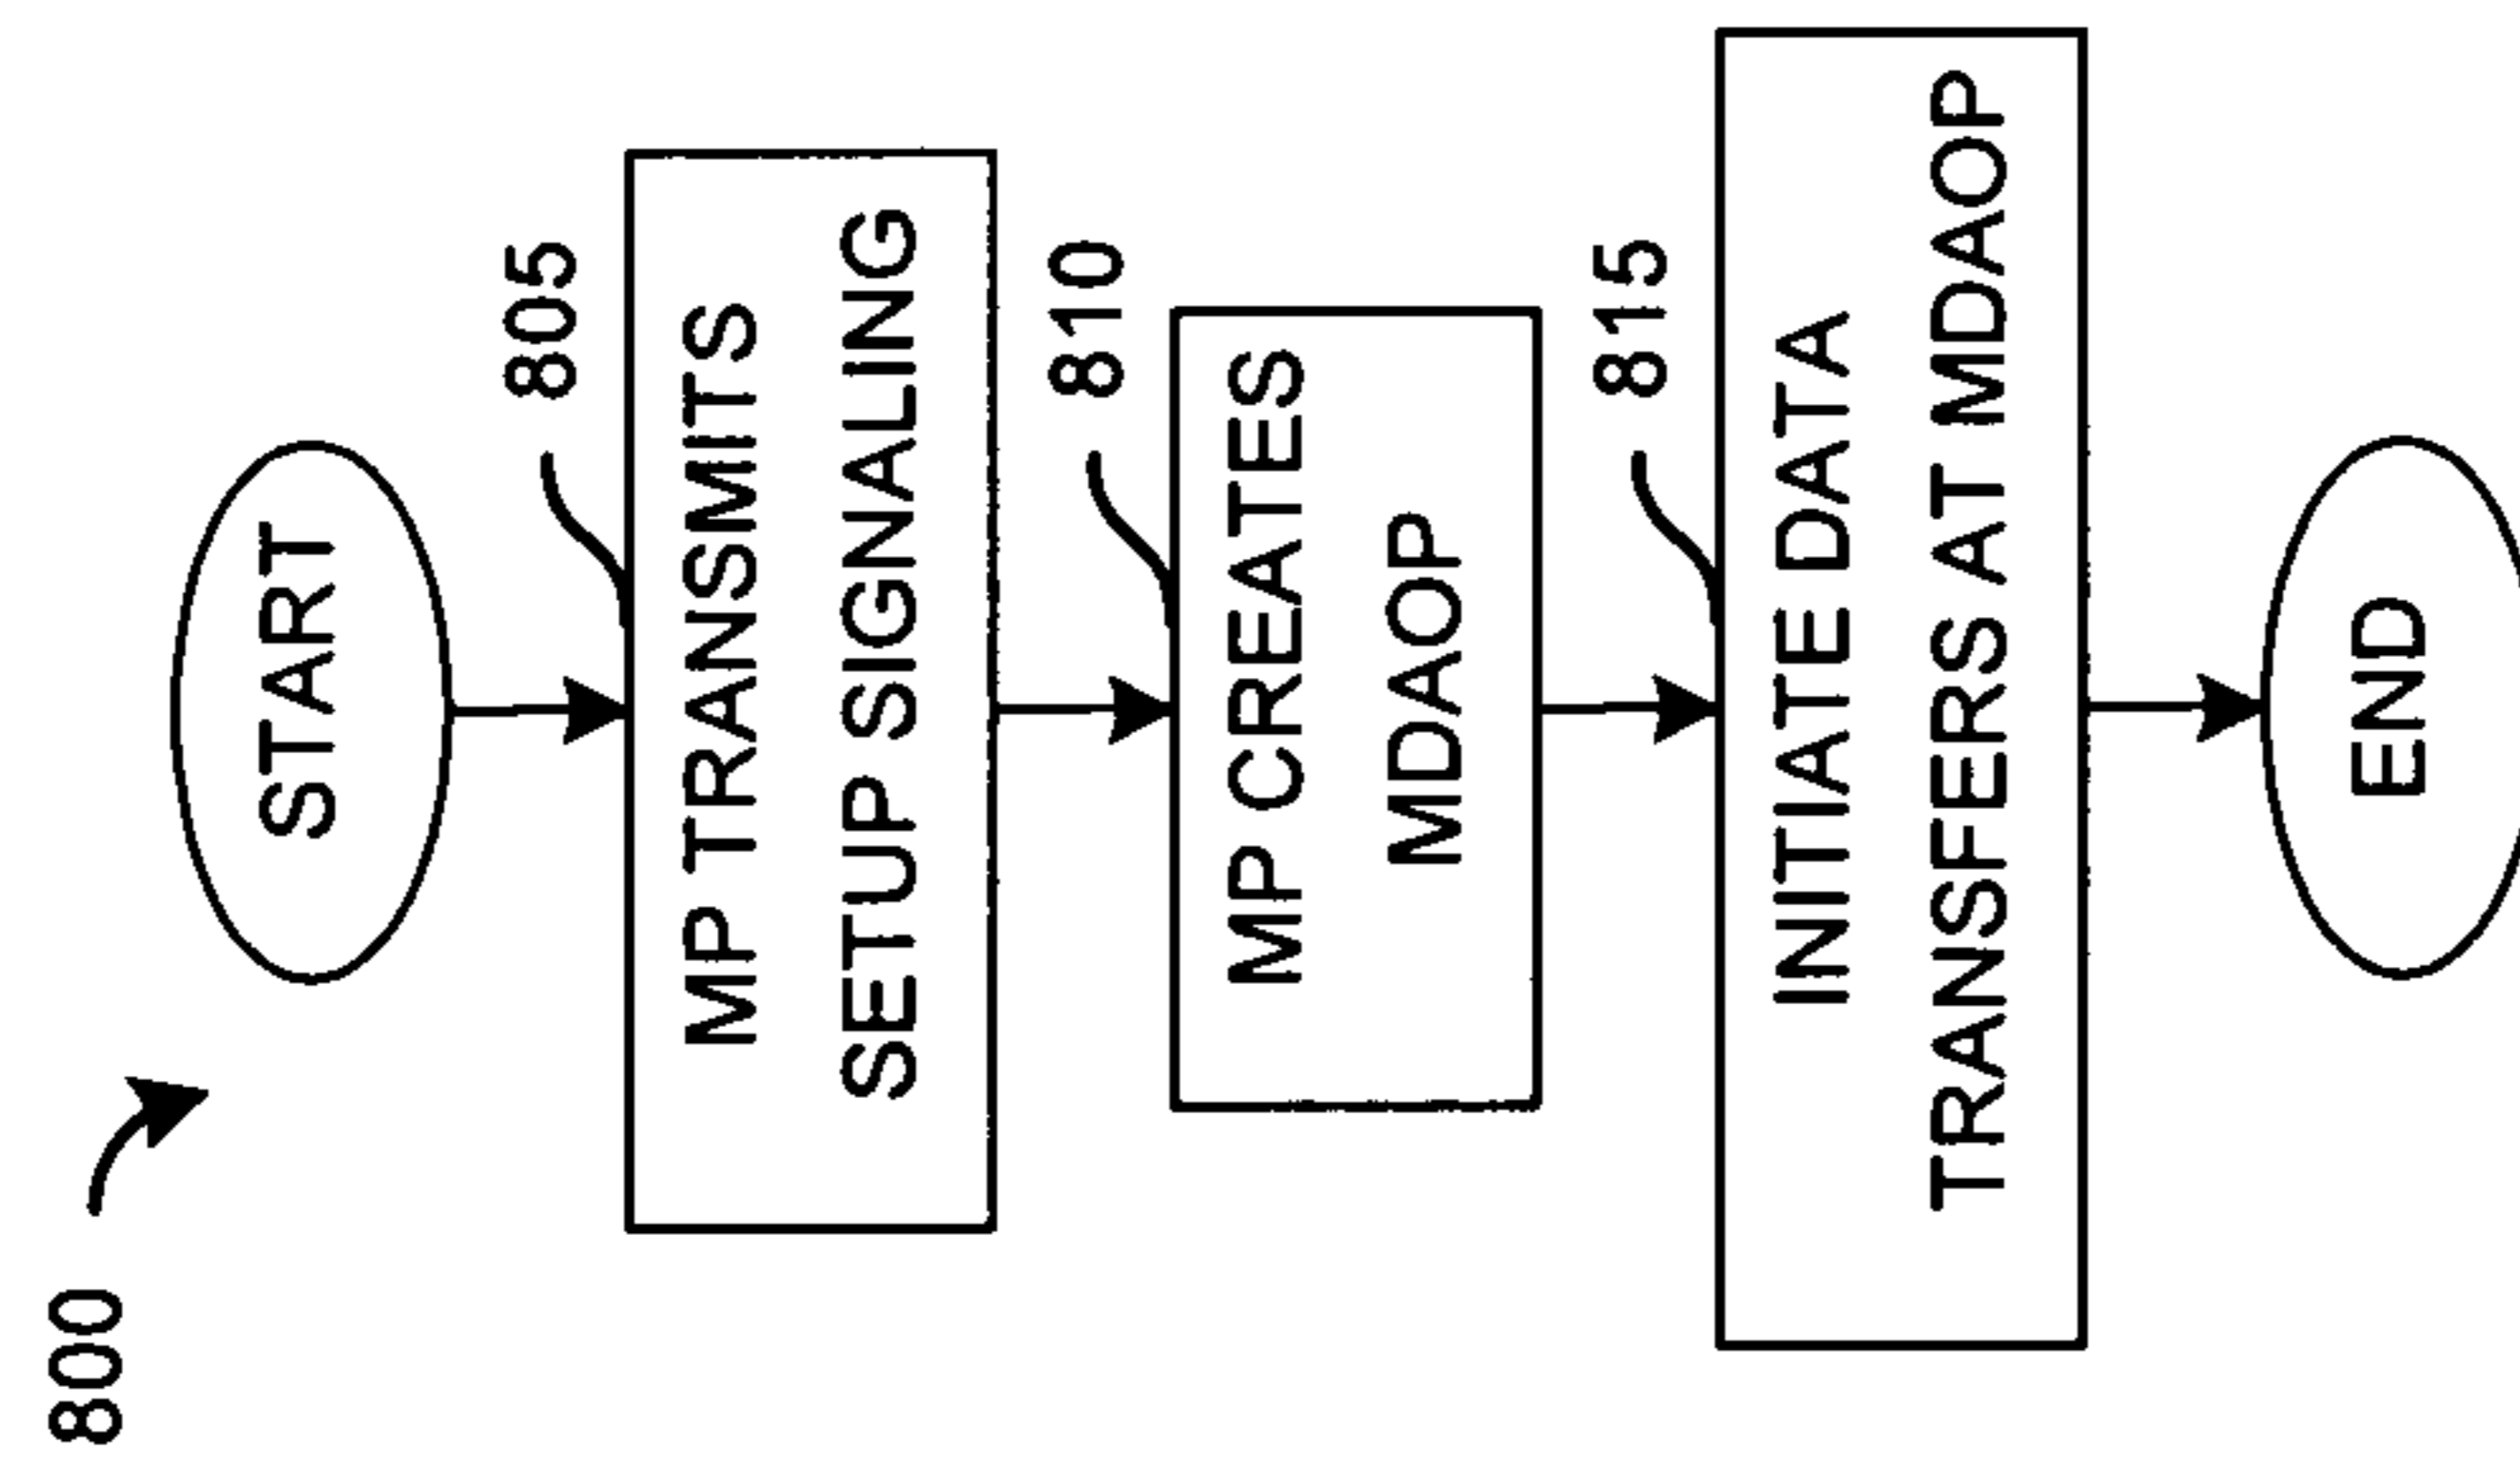 800
START
805
MP TRANSMITS
SETUP SIGNALING
810
MP CREATES
MDAOP
815
INITIATE DATA
TRANSFERS AT MDAOP
END